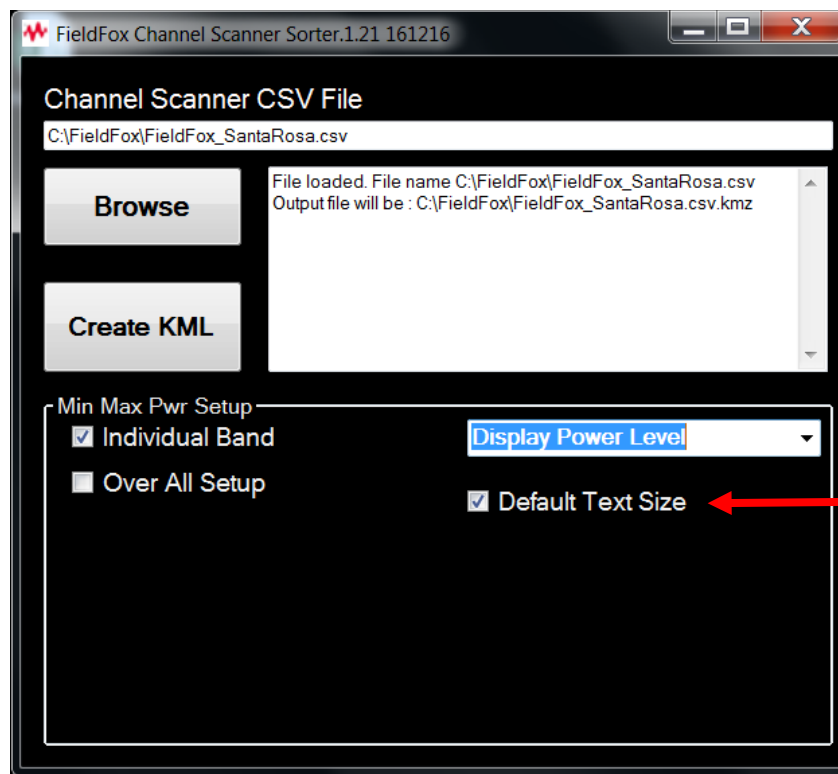 FieldFox Channel Scanner Sorter.1.21 161216
Channel Scanner CSV File
C:\FieldFox\FieldFox_SantaRosa.csv
Browse
File loaded. File name C:\FieldFox\FieldFox_SantaRosa.csv
Output file will be : C:\FieldFox\FieldFox_SantaRosa.csv.kmz
Create KML
Min Max Pwr Setup
Individual Band
Display Power Level
Over All Setup
Default Text Size